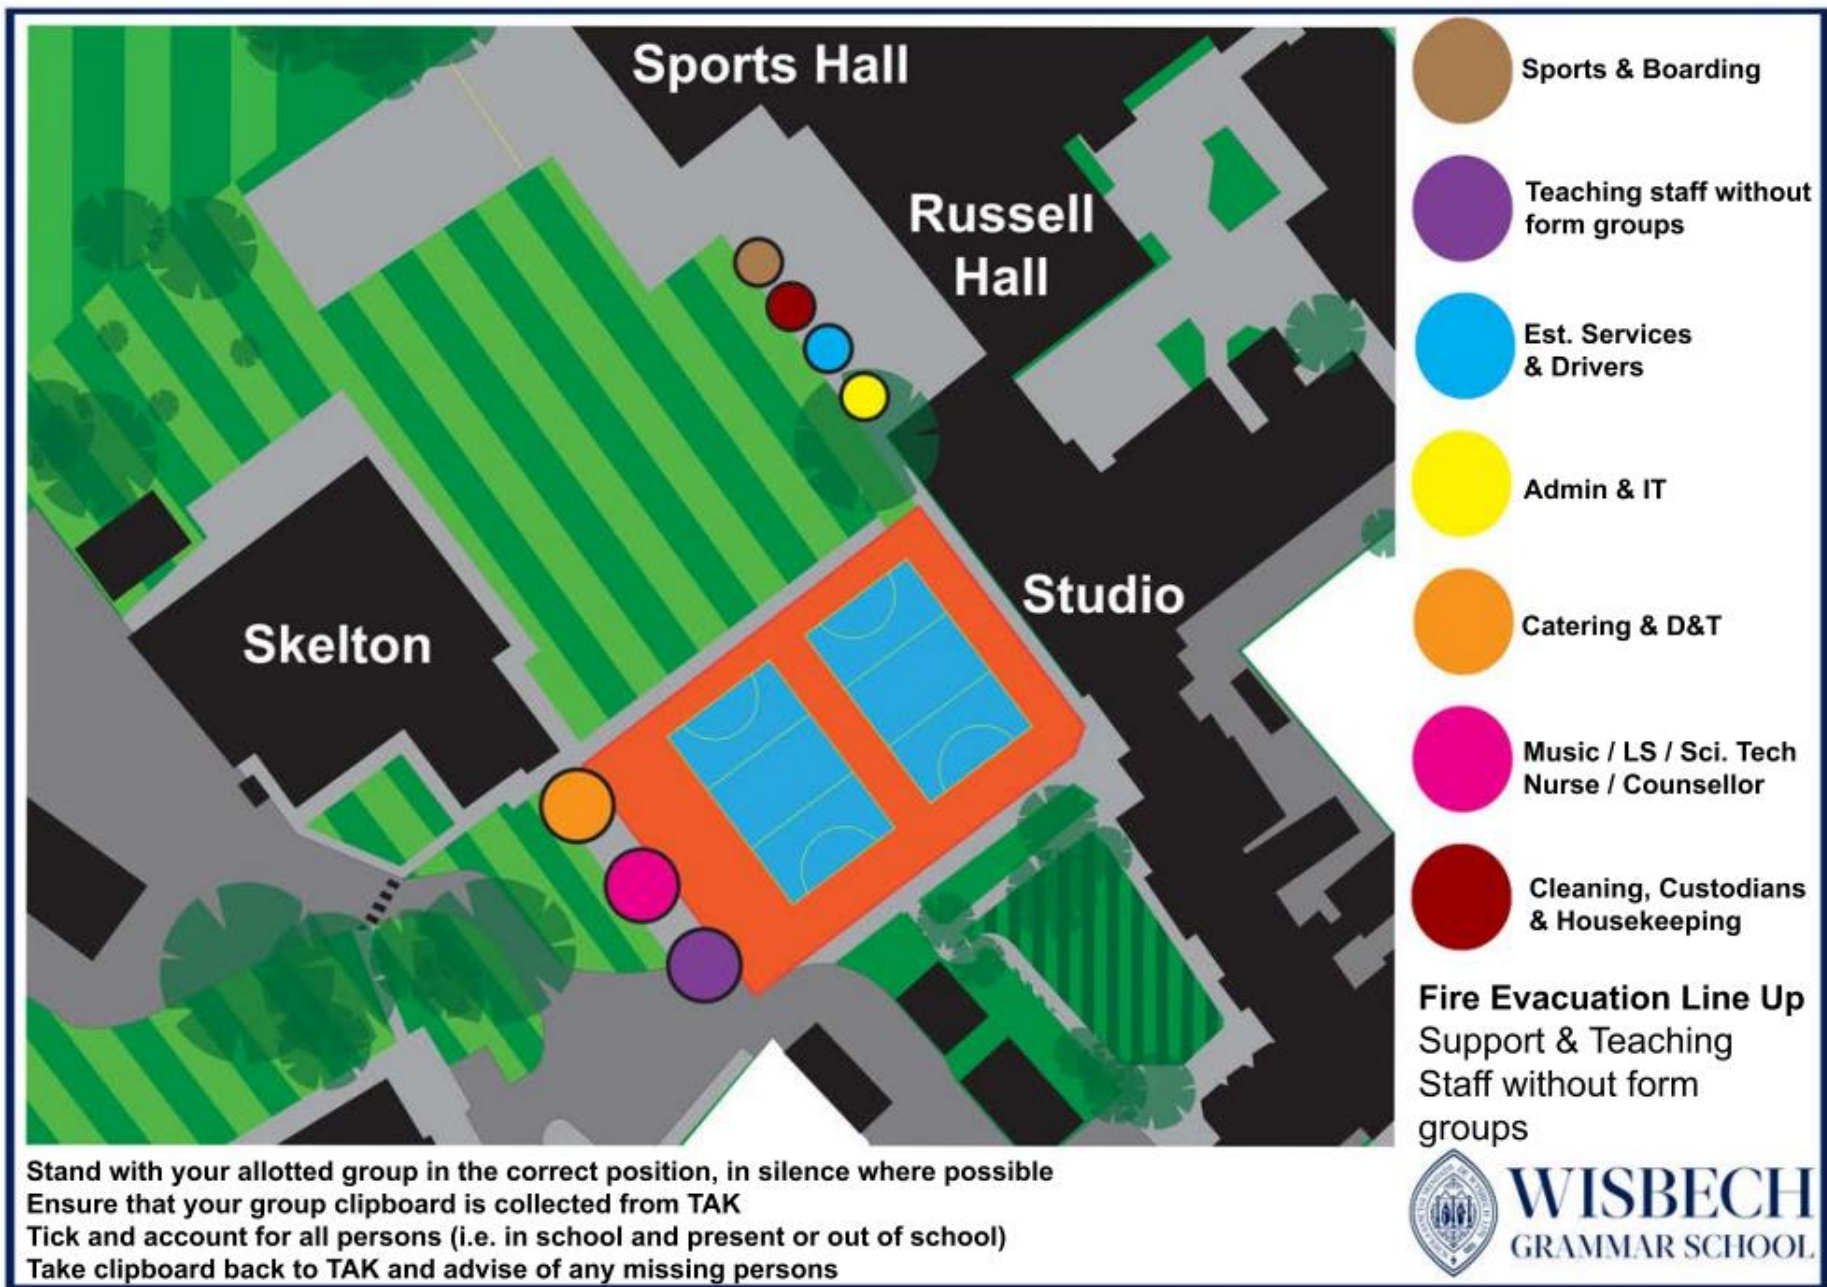 Sports Hall
Russell
Hall
Studio
Skelton
Sports & Boarding
Teaching staff without
form groups
Est. Services
& Drivers
Admin & IT
Catering & D&T
Music / LS / Sci. Tech
Nurse / Counsellor
Cleaning, Custodians
& Housekeeping
Fire Evacuation Line Up
Support & Teaching
Staff without form
groups
Stand with your allotted group in the correct position, in silence where possible
Ensure that your group clipboard is collected from TAK
Tick and account for all persons (i.e. in school and present or out of school)
Take clipboard back to TAK and advise of any missing persons
WISBECH
GRAMMAR SCHOOL